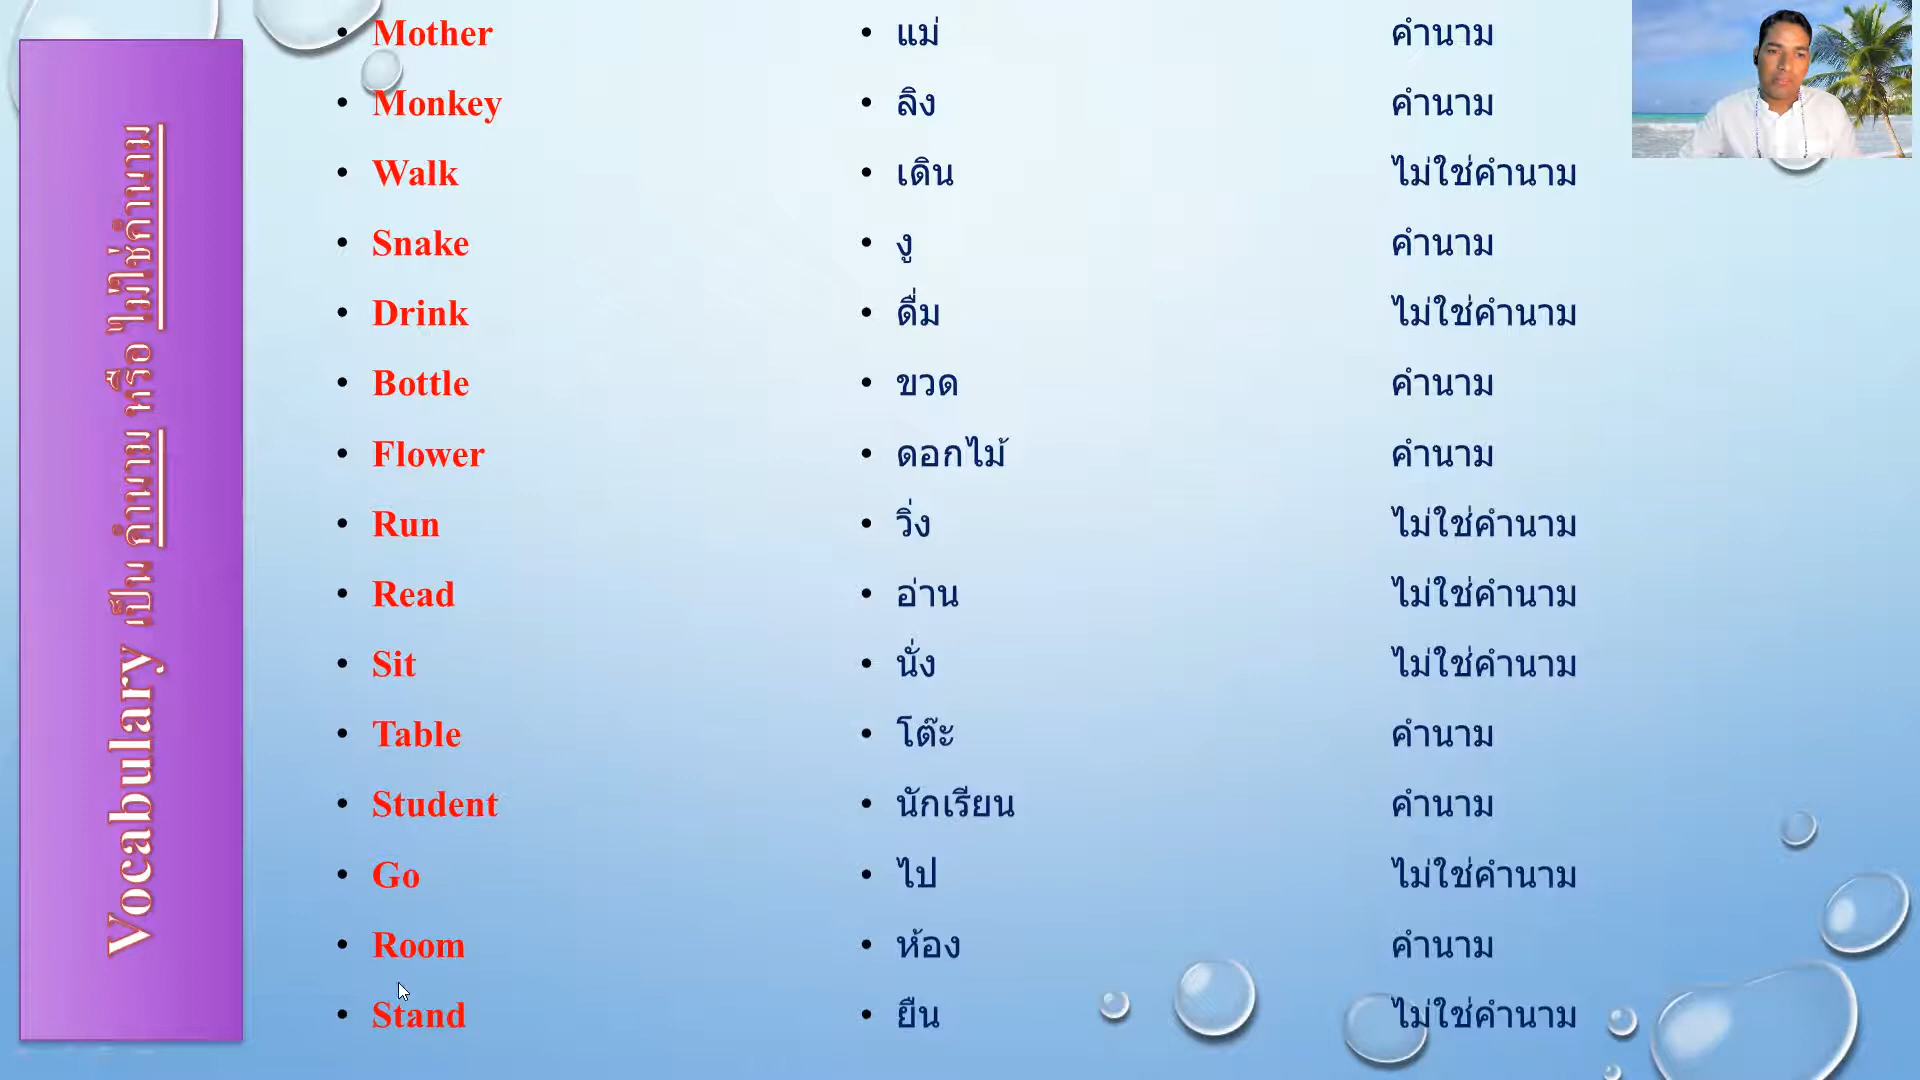 Vocabulary เป็น คำนาม หรือ ไม่ใช่คำนาม
• Mother • แม่ คำนาม
• Monkey • ลิง คำนาม
• Walk • เดิน ไม่ใช่คำนาม
• Snake • งู คำนาม
• Drink • ดื่ม ไม่ใช่คำนาม
• Bottle • ขวด คำนาม
• Flower • ดอกไม้ คำนาม
• Run • วิ่ง ไม่ใช่คำนาม
• Read • อ่าน ไม่ใช่คำนาม
• Sit • นั่ง ไม่ใช่คำนาม
• Table • โต๊ะ คำนาม
• Student • นักเรียน คำนาม
• Go • ไป ไม่ใช่คำนาม
• Room • ห้อง คำนาม
• Stand • ยืน ไม่ใช่คำนาม